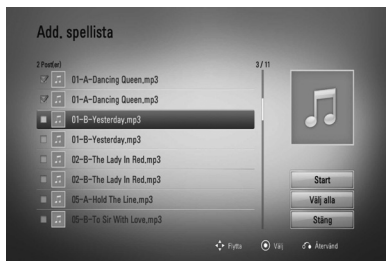 Add. spellista
2 Post(er) 3/11
01-A-Dancing Queen.mp3
01-A-Dancing Queen.mp3
01-B-Yesterday.mp3
01-B-Yesterday.mp3
02-B-The Lady In Red.mp3
02-B-The Lady In Red.mp3
05-A-Hold The Line.mp3
05-B-To Sir With Love.mp3
Start
Välj alla
Stäng
Flytta Välj Återvänd